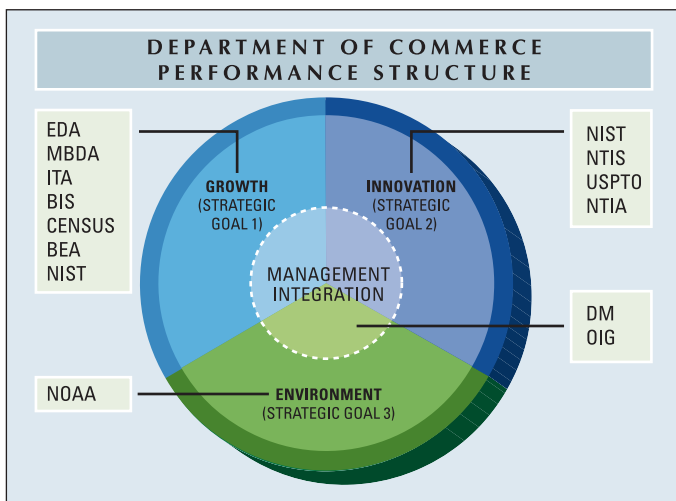 DEPARTMENT OF COMMERCE
PERFORMANCE STRUCTURE
EDA
MBDA
ITA
BIS
CENSUS
BEA
NIST
GROWTH
(STRATEGIC
GOAL 1)
INNOVATION
(STRATEGIC
GOAL 2)
NIST
NTIS
USPTO
NTIA
MANAGEMENT
INTEGRATION
DM
OIG
NOAA
ENVIRONMENT
(STRATEGIC GOAL 3)